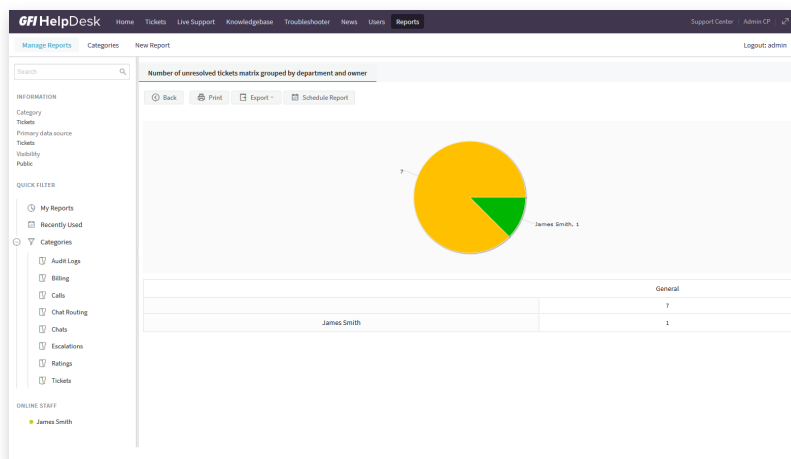 GFI HelpDesk Home Tickets Live Support Knowledgebase Troubleshooter News Users Reports Support Center Admin CP
Manage Reports Categories New Report Logout: admin
Search
Number of unresolved tickets matrix grouped by department and owner
Back Print Export Schedule Report
INFORMATION
Category
Tickets
Primary data source
Tickets
Visibility
Public
QUICK FILTER
My Reports
Recently Used
Categories
Audit Logs
Billing
Calls
Chat Routing
Chats
Escalations
Ratings
Tickets
ONLINE STAFF
James Smith
7
James Smith, 1
General
7
James Smith 1